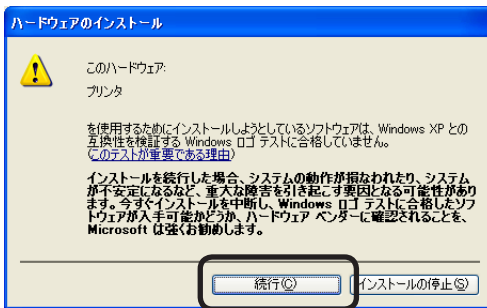 ハードウェアのインストール
このハードウェア:
プリンタ
を使用するためにインストールしようとしているソフトウェアは、Windows XP との
互換性を検証する Windows ロゴ テストに合格していません。
(このテストが重要である理由)
インストールを続行した場合、システムの動作が損なわれたり、システム
が不安定になるなど、重大な障害を引き起こす要因となる可能性があり
ます。今すぐインストールを中断し、Windows ロゴ テストに合格したソフ
トウェアが入手可能かどうか、ハードウェア ベンダーに確認されることを、
Microsoft は強くお勧めします。
続行(C) インストールの停止(S)